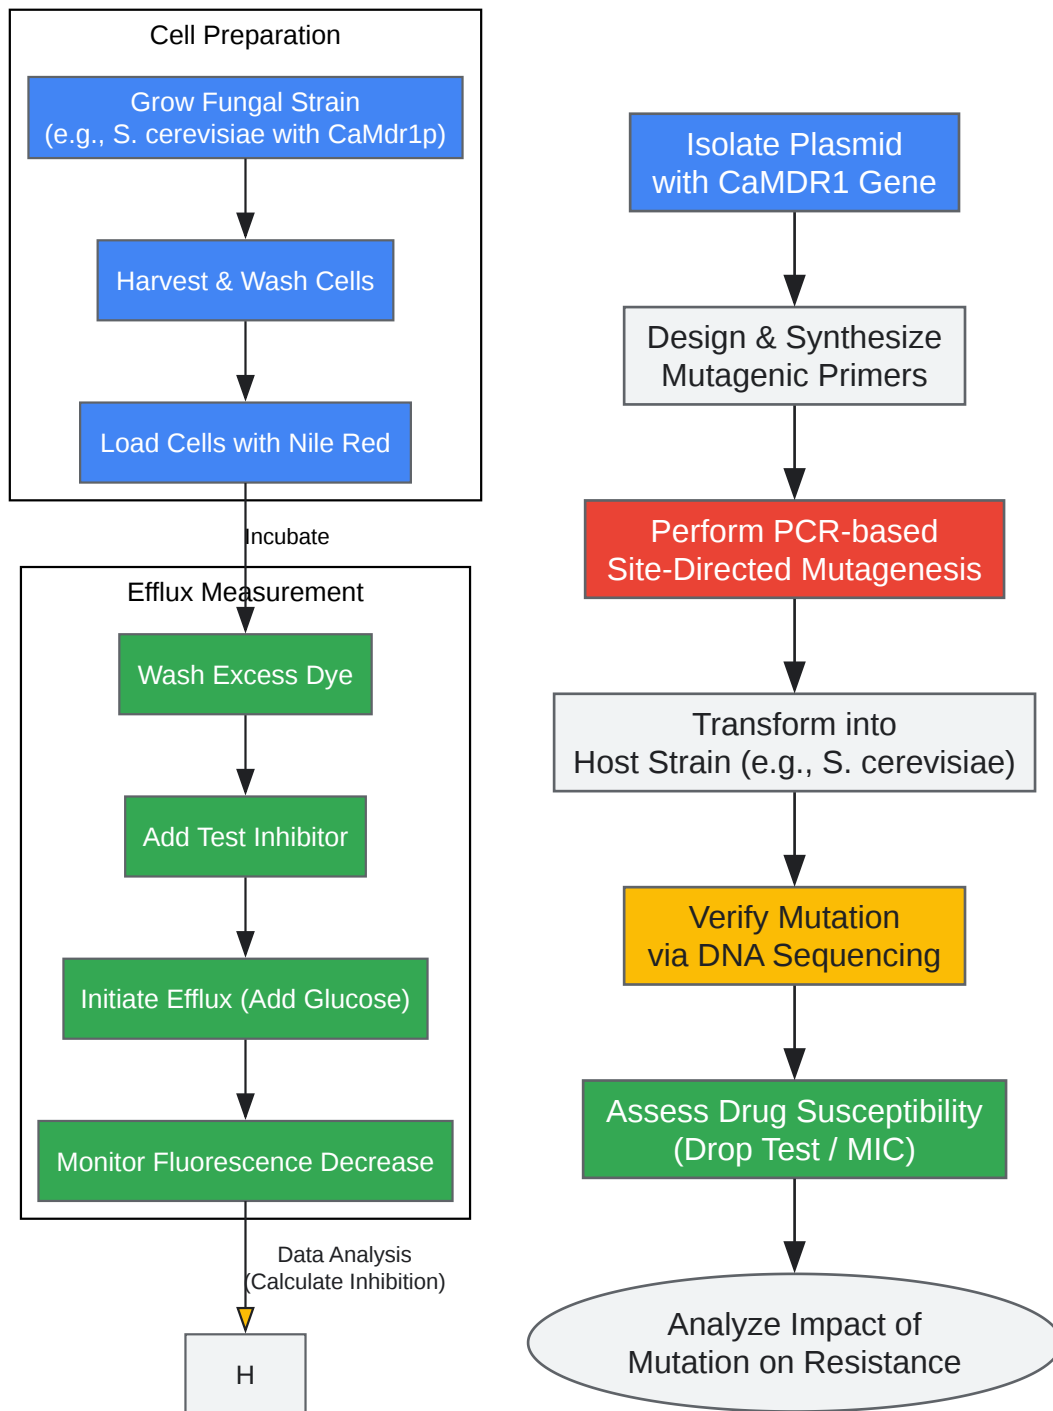 Cell Preparation
Grow Fungal Strain
(e.g., S. cerevisiae with CaMdr1p)
Harvest & Wash Cells
Load Cells with Nile Red
Incubate
Efflux Measurement
Wash Excess Dye
Add Test Inhibitor
Initiate Efflux (Add Glucose)
Monitor Fluorescence Decrease
Data Analysis
(Calculate Inhibition)
H
Isolate Plasmid
with CaMDR1 Gene
Design & Synthesize
Mutagenic Primers
Perform PCR-based
Site-Directed Mutagenesis
Transform into
Host Strain (e.g., S. cerevisiae)
Verify Mutation
via DNA Sequencing
Assess Drug Susceptibility
(Drop Test / MIC)
Analyze Impact of
Mutation on Resistance